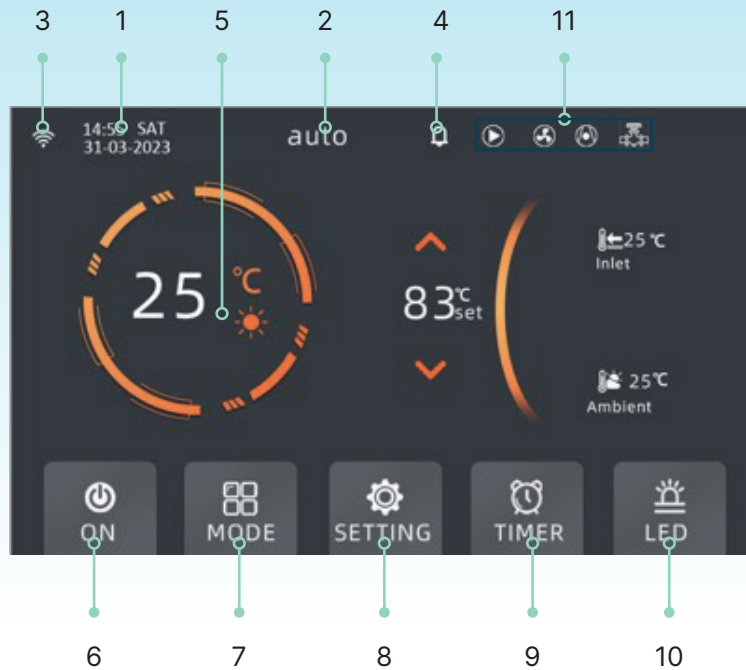 3 1 5 2 4 11
14:55 SAT
31-03-2023
auto
25 °C
83 °C
set
25 °C
Inlet
25°C
Ambient
ON MODE SETTING TIMER LED
6 7 8 9 10